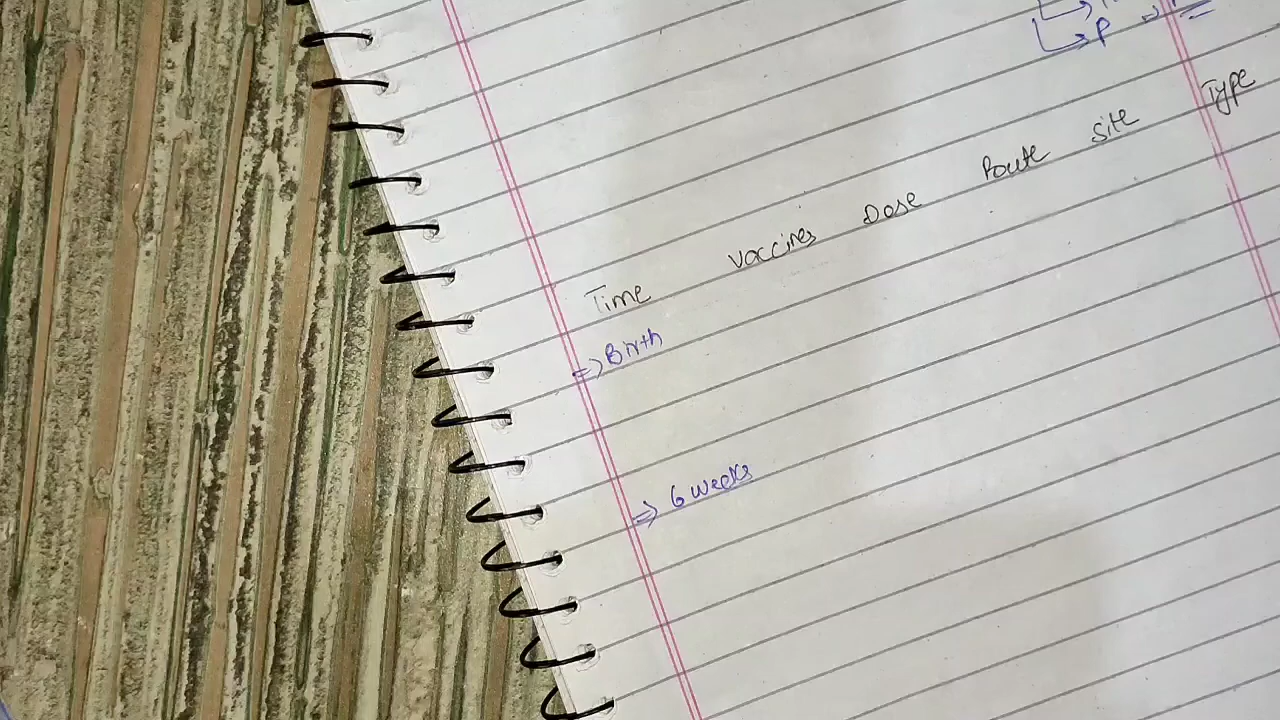 P
Time vaccines Dose Route Site Type
=> Birth
=> 6 weeks